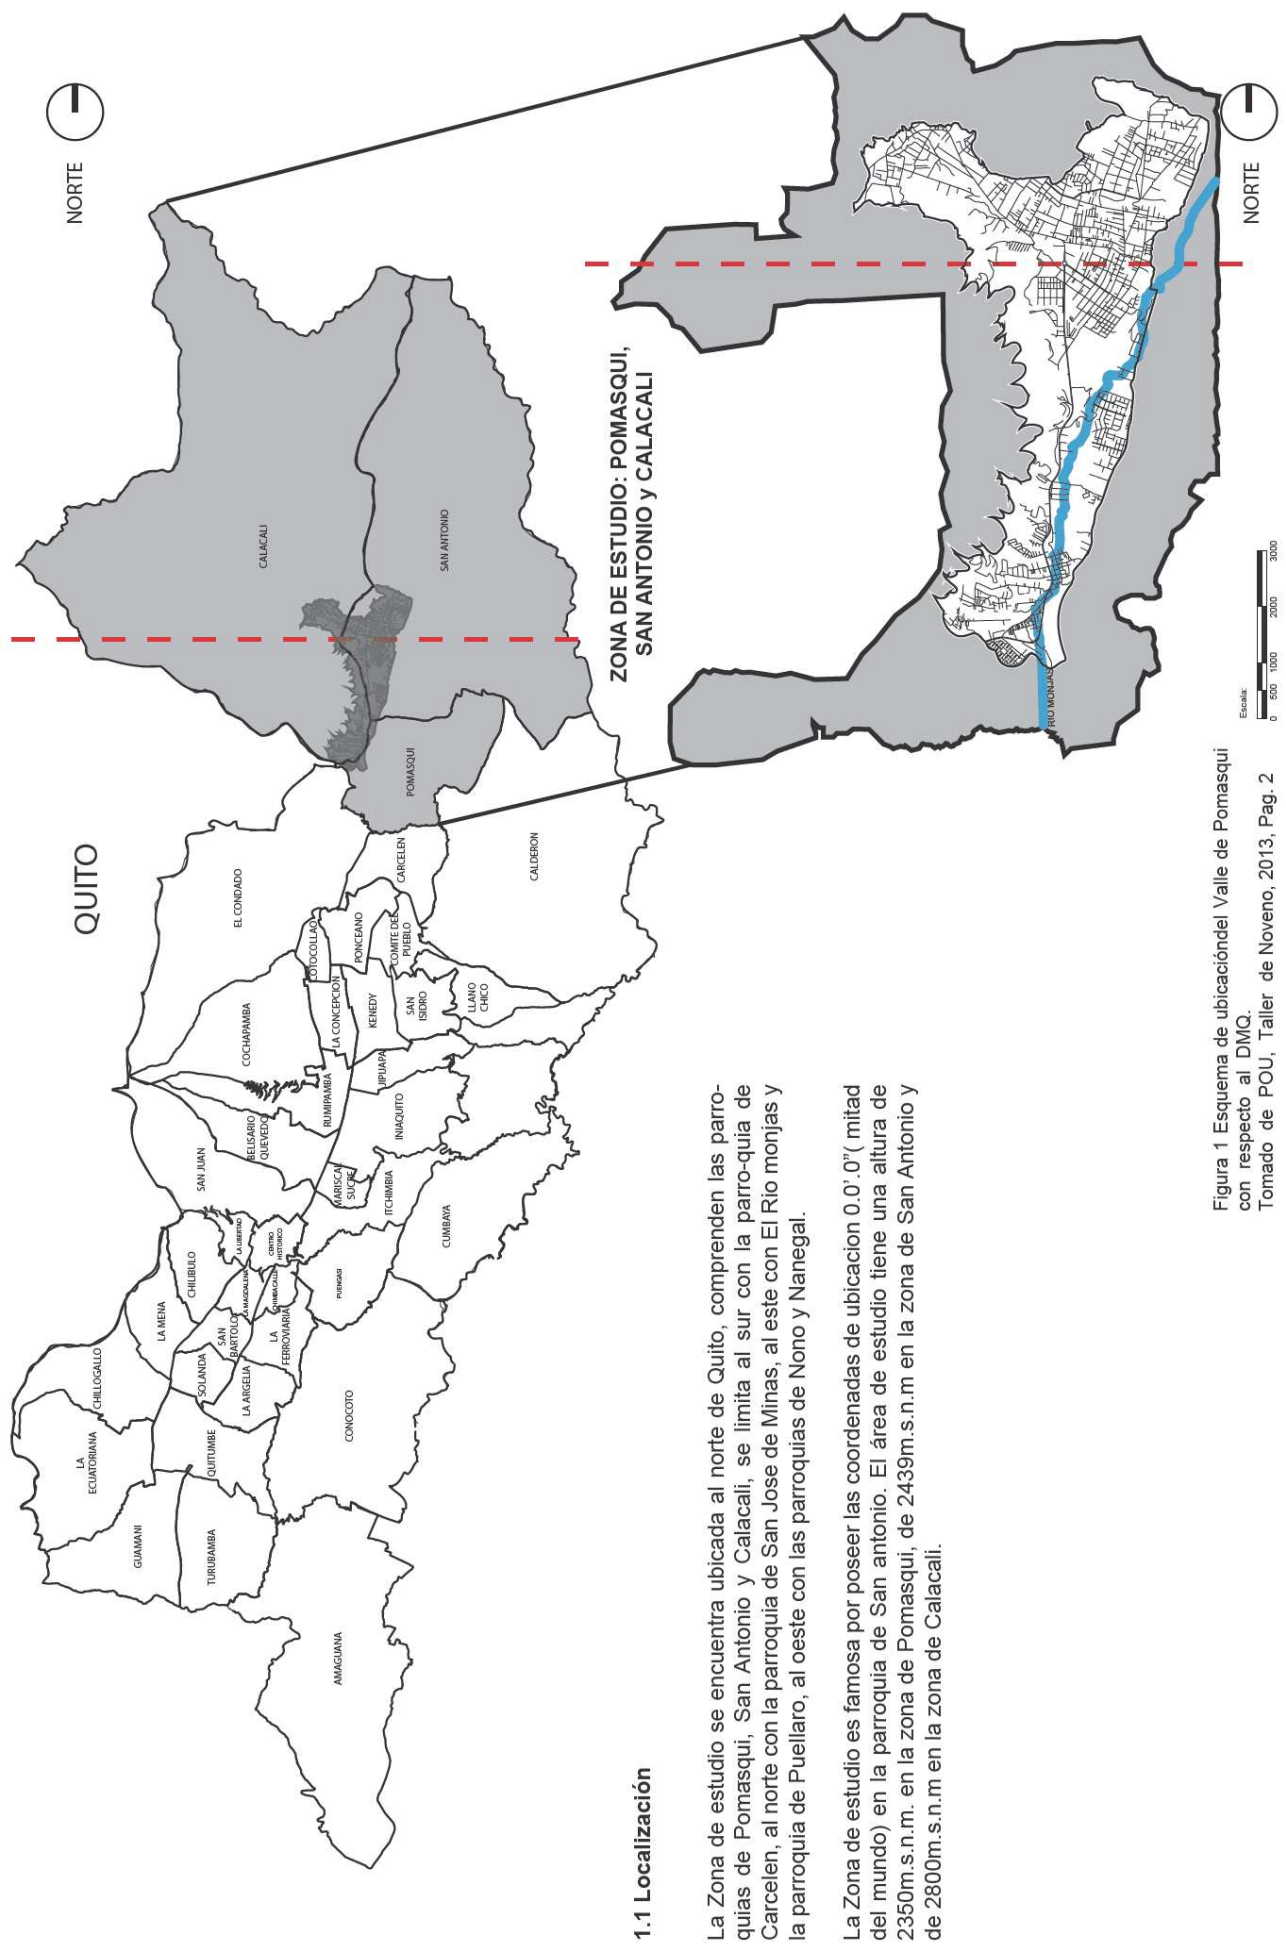 QUITO
NORTE
GUAMANI
LA
ECUATORIANA
CHILLOGALLO
LA MENA
CHILIBULO
SAN JUAN
BELISARIO
QUEVEDO
COCHAPAMBA
EL CONDADO
CALACALI
TURUBAMBA
QUITUMBE
SOLANDA
SAN
BARTOLO
LA MAGDALENA
LA LIBERTAD
CENTRO
HISTORICO
CHIMBACALLE
LA
FERROVIARIA
LA ARGELIA
RUMIPAMBA
LA CONCEPCION
COTOCOLLAO
PONCEANO
KENEDY
JIPIJAPA
INIAQUITO
MARISCAL
SUCRE
ITCHIMBIA
PUENGASI
COMITE DEL
PUEBLO
CARCELEN
SAN
ISIDRO
LLANO
CHICO
POMASQUI
SAN ANTONIO
AMAGUANA
CONOCOTO
CUMBAYA
CALDERON
ZONA DE ESTUDIO: POMASQUI,
SAN ANTONIO y CALACALI
RIO MONJAS
NORTE
Escala:
0 500 1000 2000 3000
1.1 Localización
La Zona de estudio se encuentra ubicada al norte de Quito, comprenden las parro-
quias de Pomasqui, San Antonio y Calacali, se limita al sur con la parro-quia de
Carcelen, al norte con la parroquia de San Jose de Minas, al este con El Rio monjas y
la parroquia de Puellaro, al oeste con las parroquias de Nono y Nanegal.
La Zona de estudio es famosa por poseer las coordenadas de ubicacion 0.0'.0”( mitad
del mundo) en la parroquia de San antonio. El área de estudio tiene una altura de
2350m.s.n.m. en la zona de Pomasqui, de 2439m.s.n.m en la zona de San Antonio y
de 2800m.s.n.m en la zona de Calacali.
Figura 1 Esquema de ubicacióndel Valle de Pomasqui
con respecto al DMQ.
Tomado de POU, Taller de Noveno, 2013, Pag. 2